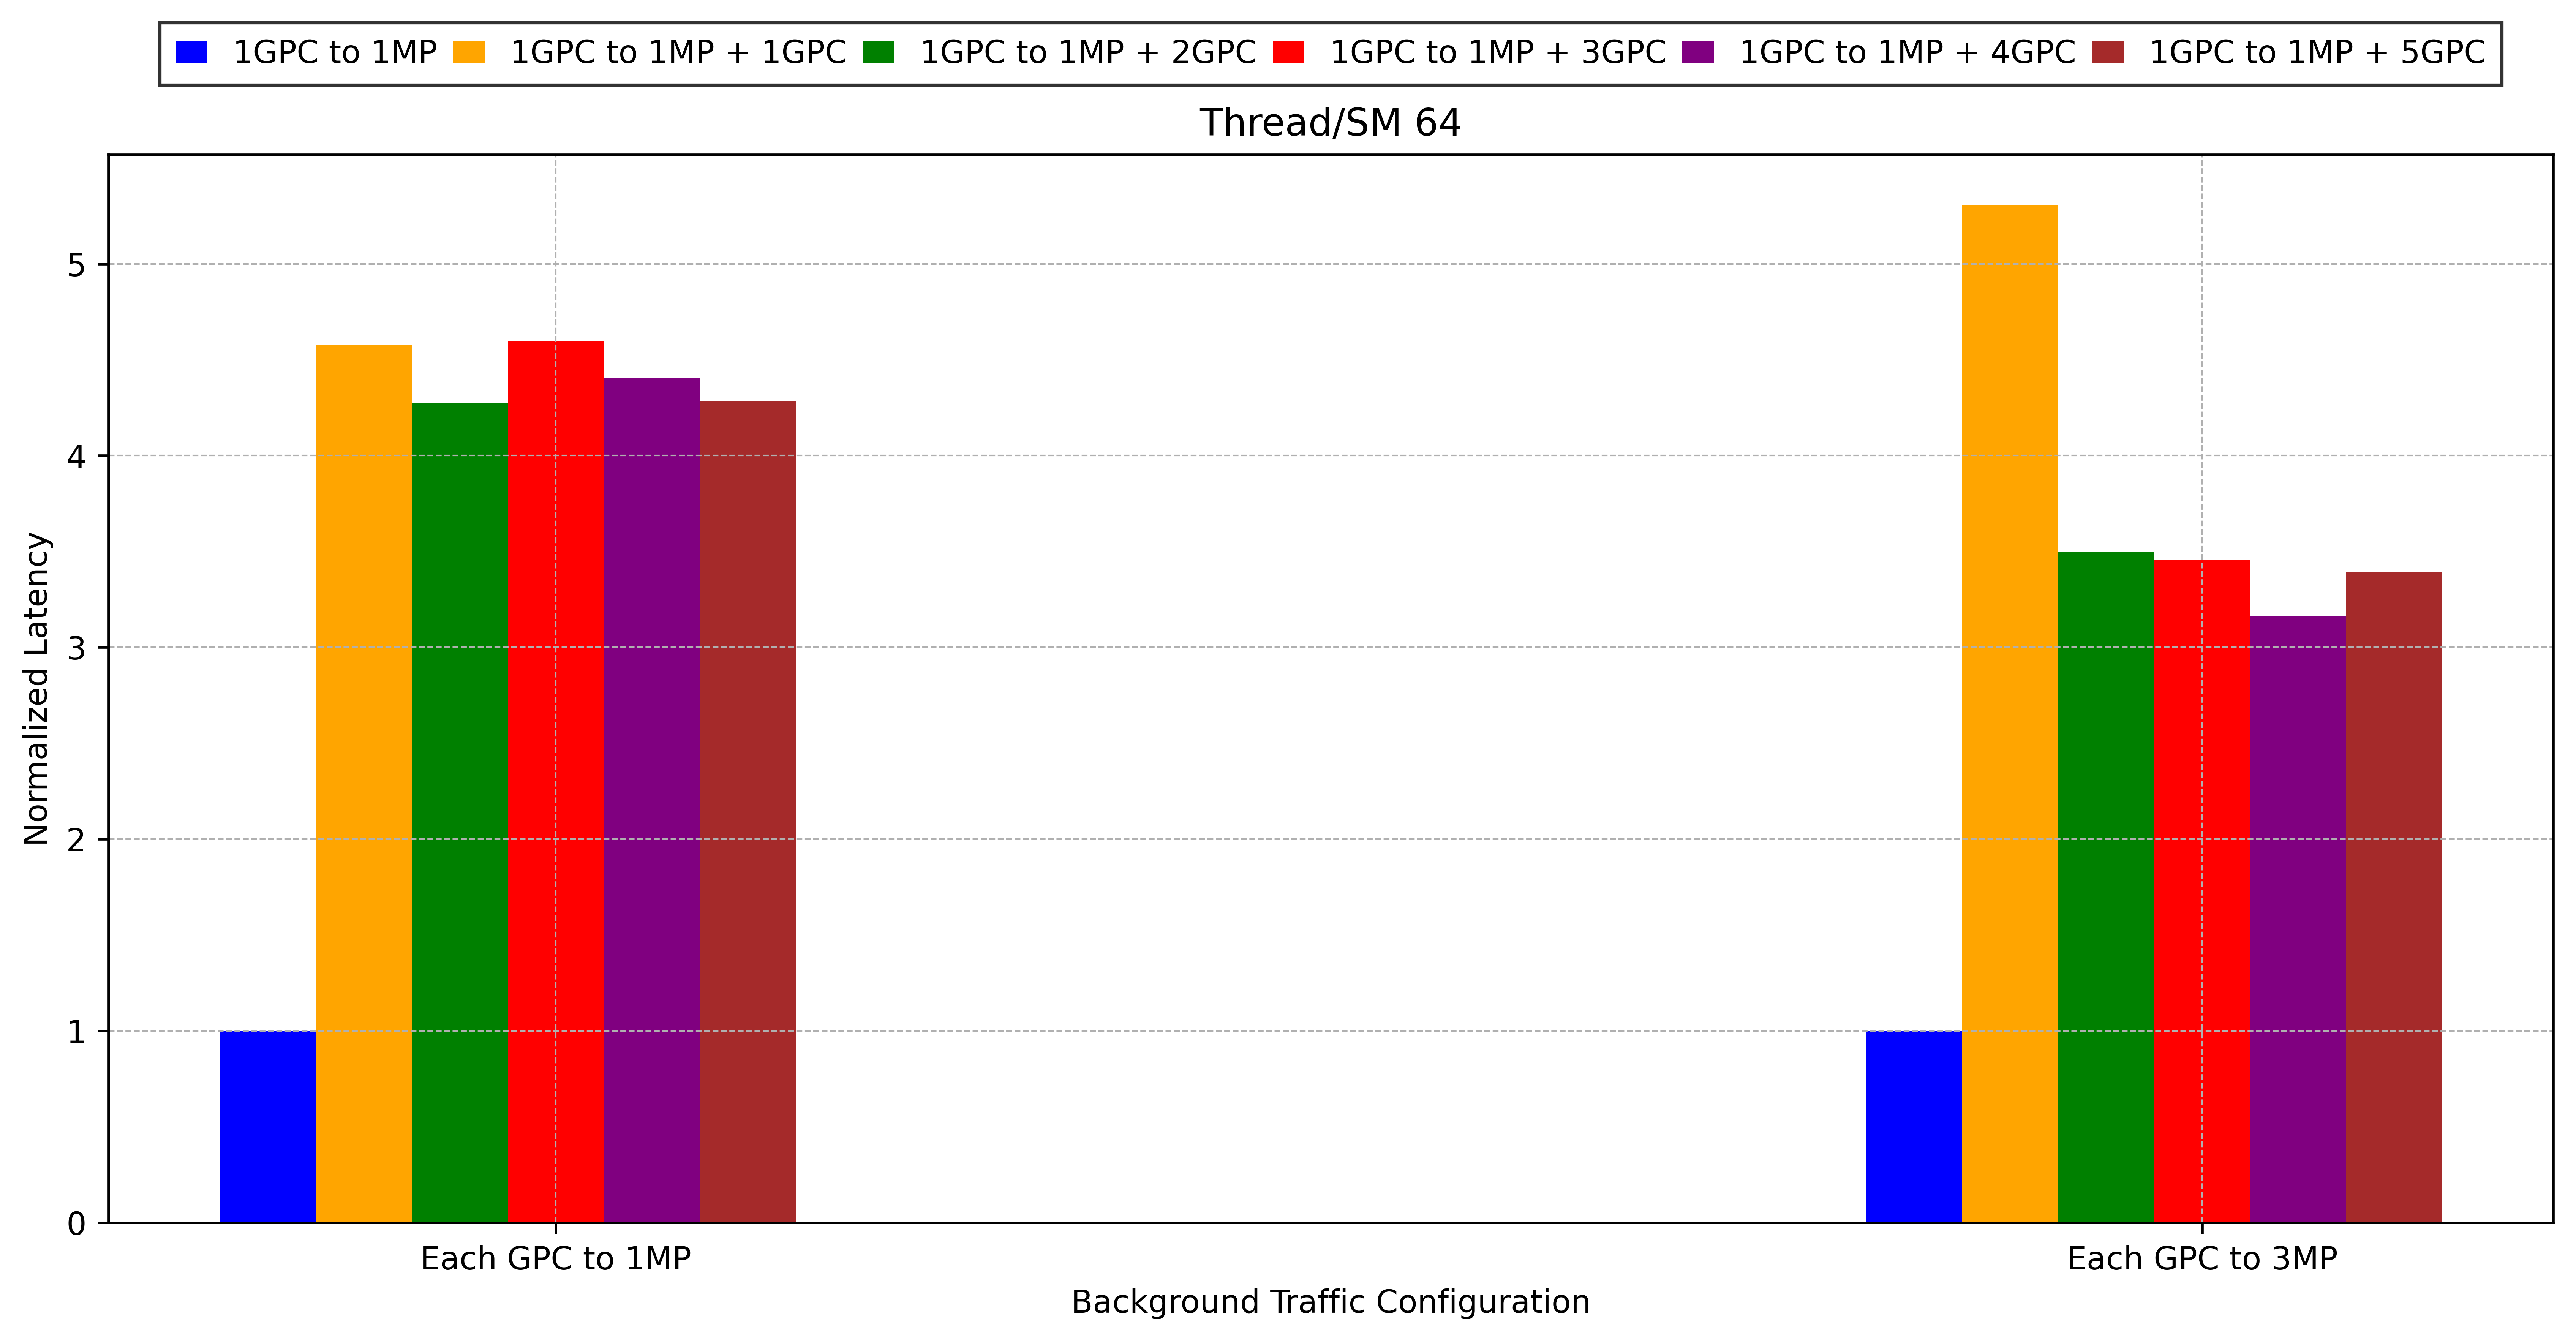 1GPC to 1MP 1GPC to 1MP + 1GPC 1GPC to 1MP + 2GPC 1GPC to 1MP + 3GPC 1GPC to 1MP + 4GPC 1GPC to 1MP + 5GPC
Thread/SM 64
Normalized Latency
5
4
3
2
1
0
Each GPC to 1MP Each GPC to 3MP
Background Traffic Configuration